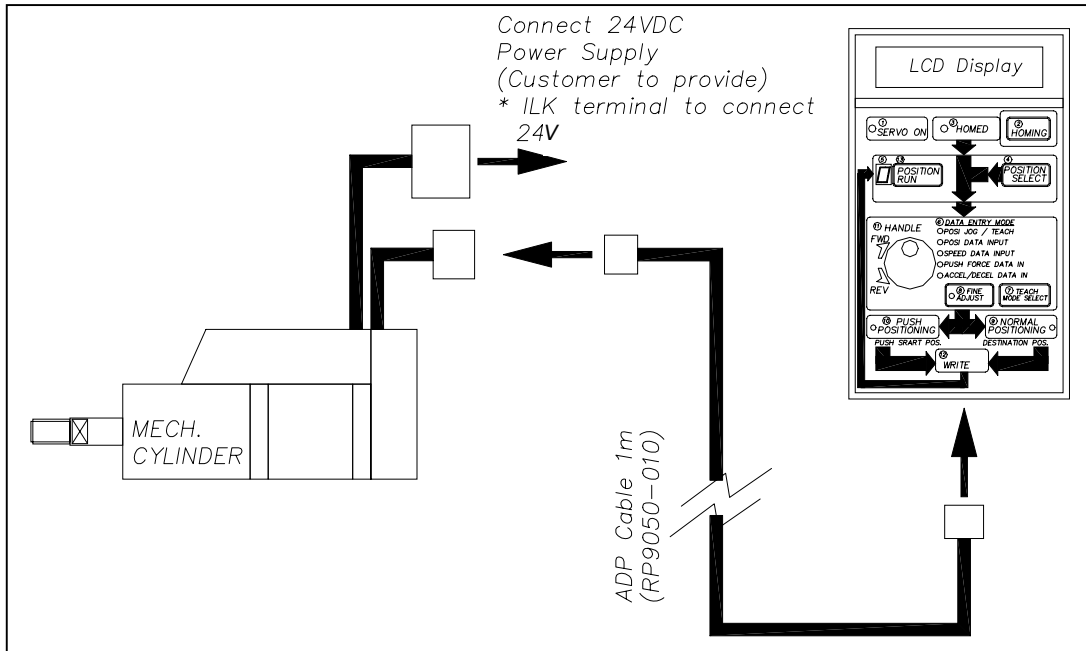 Connect 24VDC
Power Supply
(Customer to provide)
* ILK terminal to connect
24V
LCD Display
① SERVO ON
③ HOMED
② HOMING
⑤
⑬ POSITION
RUN
④ POSITION
SELECT
⑪ HANDLE
FWD
REV
⑥ DATA ENTRY MODE
POSI JOG / TEACH
POSI DATA INPUT
SPEED DATA INPUT
PUSH FORCE DATA IN
ACCEL/DECEL DATA IN
⑧ FINE
ADJUST
⑦ TEACH
MODE SELECT
⑩ PUSH
POSITIONING
⑨ NORMAL
POSITIONING
PUSH SRART POS.
DESTINATION POS.
⑫
WRITE
MECH.
CYLINDER
ADP Cable 1m
(RP9050-010)